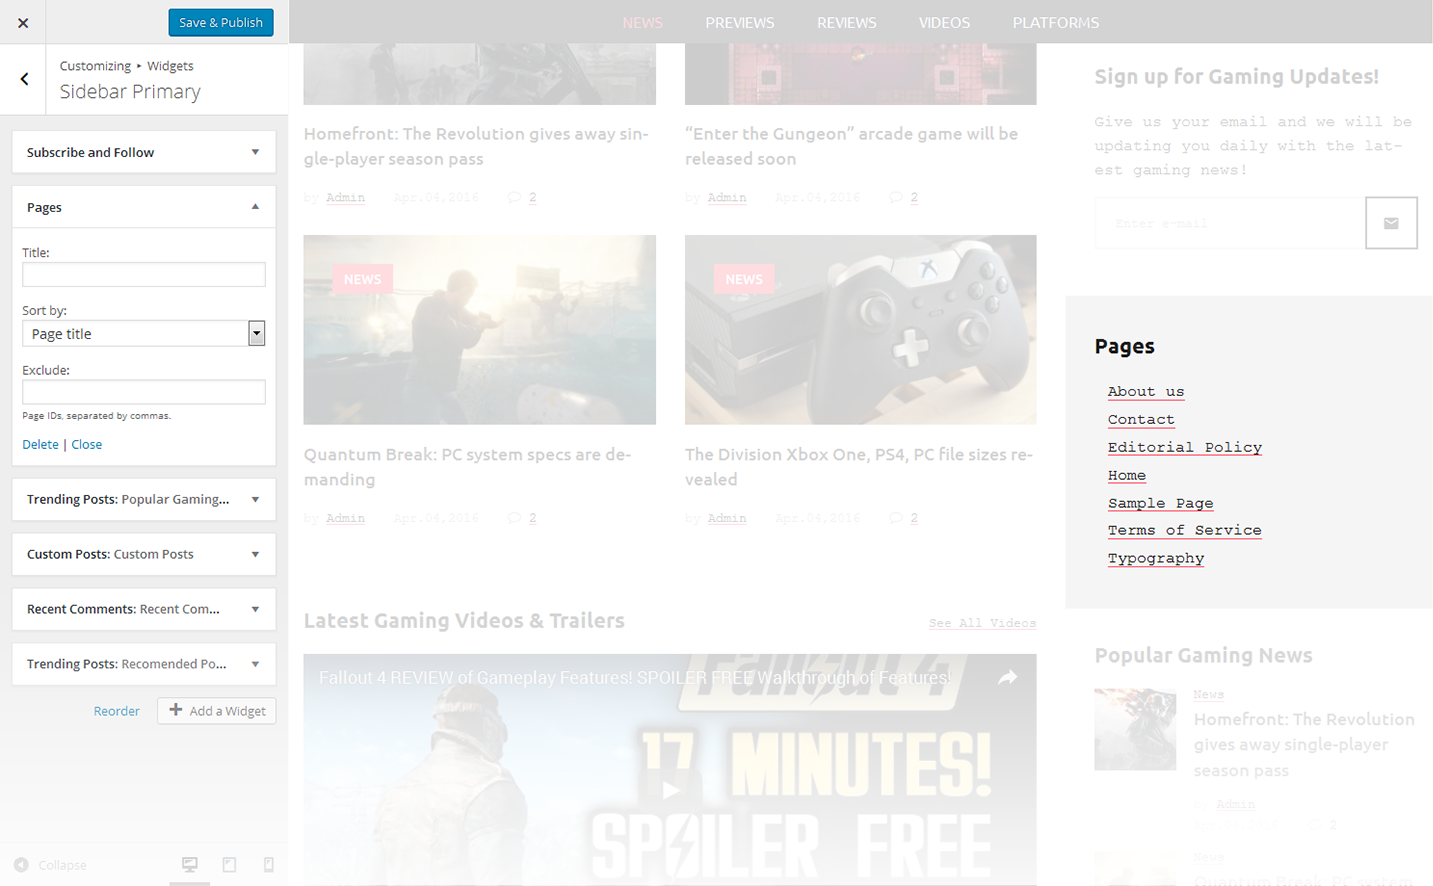 Save & Publish
Customizing ▸ Widgets
Sidebar Primary
Subscribe and Follow
Pages
Title:
Sort by:
Page title
Exclude:
Page IDs, separated by commas.
Delete | Close
Trending Posts: Popular Gaming...
Custom Posts: Custom Posts
Recent Comments: Recent Com...
Trending Posts: Recomended Po...
Reorder
Add a Widget
Collapse
NEWS PREVIEWS REVIEWS VIDEOS PLATFORMS
Homefront: The Revolution gives away sin-
gle-player season pass
by Admin Apr.04,2016 2
“Enter the Gungeon” arcade game will be
released soon
by Admin Apr.04,2016 2
NEWS
Quantum Break: PC system specs are de-
manding
by Admin Apr.04,2016 2
NEWS
The Division Xbox One, PS4, PC file sizes re-
vealed
by Admin Apr.04,2016 2
Latest Gaming Videos & Trailers
See All Videos
Fallout 4 REVIEW of Gameplay Features! SPOILER FREE Walkthrough of Features!
Fallout 4
17 MINUTES!
SPOILER FREE
Sign up for Gaming Updates!
Give us your email and we will be
updating you daily with the lat-
est gaming news!
Enter e-mail
Pages
About us
Contact
Editorial Policy
Home
Sample Page
Terms of Service
Typography
Popular Gaming News
News
Homefront: The Revolution
gives away single-player
season pass
by Admin
2
News
Quantum Break: PC system